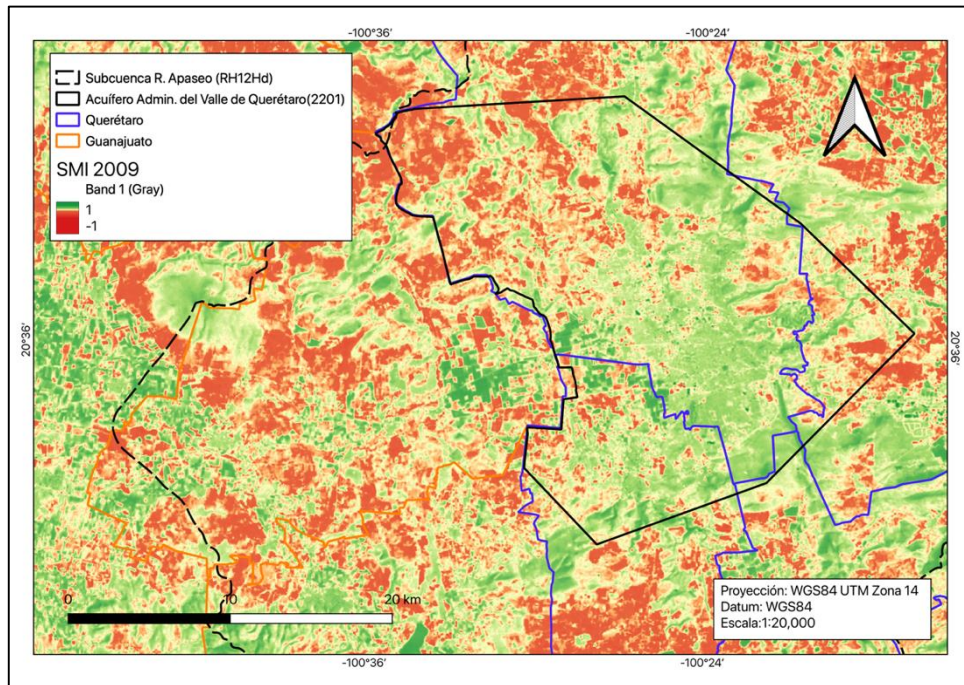 -100°36'
-100°24'
Subcuenca R. Apaseo (RH12Hd)
Acuífero Admin. del Valle de Querétaro(2201)
Querétaro
Guanajuato
SMI 2009
Band 1 (Gray)
1
-1
20°36'
20°36'
0
10
20 km
Proyección: WGS84 UTM Zona 14
Datum: WGS84
Escala:1:20,000
-100°36'
-100°24'